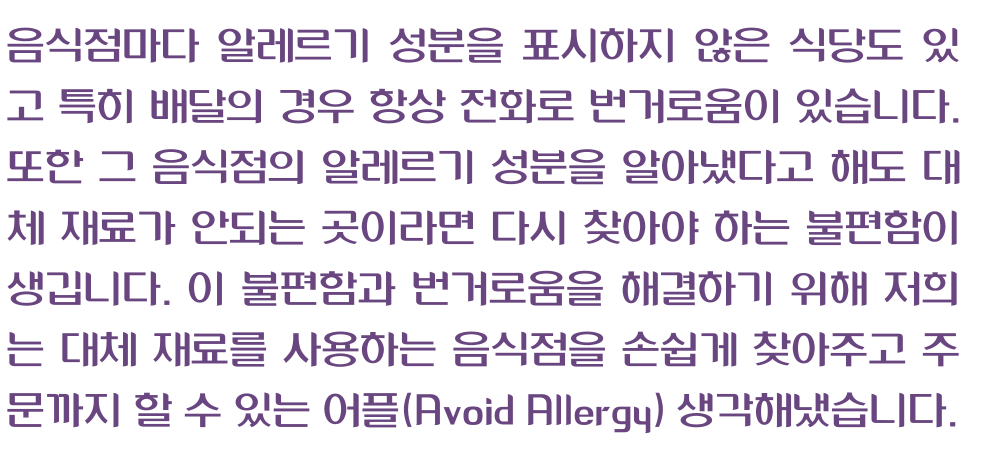 음식점마다 알레르기 성분을 표시하지 않은 식당도 있
고 특히 배달의 경우 항상 전화로 번거로움이 있습니다.
또한 그 음식점의 알레르기 성분을 알아냈다고 해도 대
체 재료가 안되는 곳이라면 다시 찾아야 하는 불편함이
생깁니다. 이 불편함과 번거로움을 해결하기 위해 저희
는 대체 재료를 사용하는 음식점을 손쉽게 찾아주고 주
문까지 할 수 있는 어플(Avoid Allergy) 생각해냈습니다.